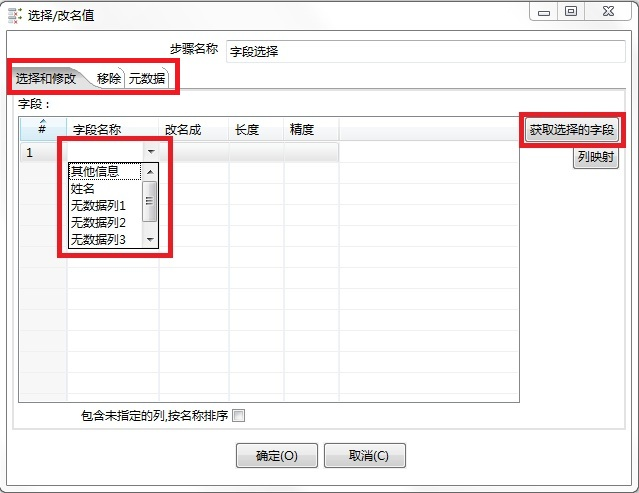 选择/改名值
步骤名称 字段选择
选择和修改 移除 元数据
字段：
# 字段名称 改名成 长度 精度
获取选择的字段
1
列映射
其他信息
姓名
无数据列1
无数据列2
无数据列3
包含未指定的列,按名称排序
确定(O) 取消(C)